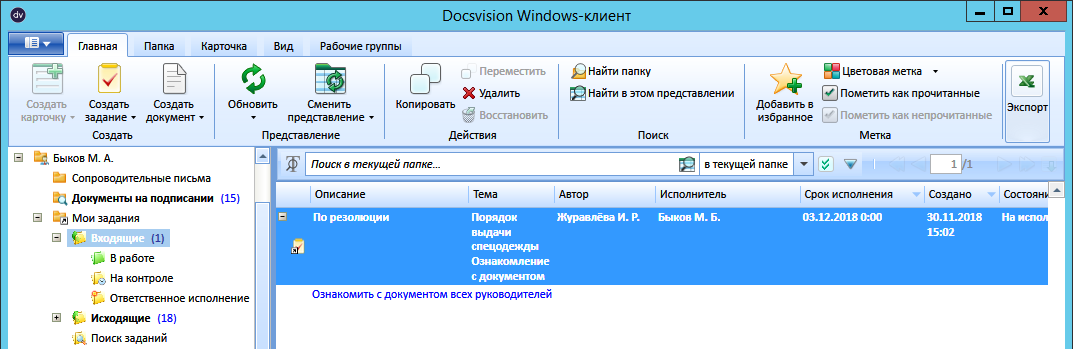 dv
Docsvision Windows-клиент
Главная Папка Карточка Вид Рабочие группы
Создать карточку
Создать задание
Создать документ
Создать
Обновить
Сменить представление
Представление
Копировать
Переместить
Удалить
Восстановить
Действия
Найти папку
Найти в этом представлении
Поиск
Добавить в избранное
Цветовая метка
Пометить как прочитанные
Пометить как непрочитанные
Метка
Экспорт
Быков М. А.
Сопроводительные письма
Документы на подписании (15)
Мои задания
Входящие (1)
В работе
На контроле
Ответственное исполнение
Исходящие (18)
Поиск заданий
Поиск в текущей папке... в текущей папке 1 /1
Описание Тема Автор Исполнитель Срок исполнения Создано Состояни
По резолюции Порядок Журавлёва И. Р. Быков М. Б. 03.12.2018 0:00 30.11.2018 На испол
выдачи 15:02
спецодежды
Ознакомление
с документом
Ознакомить с документом всех руководителей